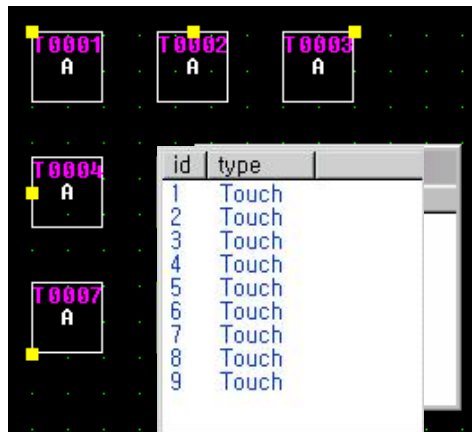 T0001 T0002 T0003
A A A
T0004
A
T0007
A
id type
1 Touch
2 Touch
3 Touch
4 Touch
5 Touch
6 Touch
7 Touch
8 Touch
9 Touch